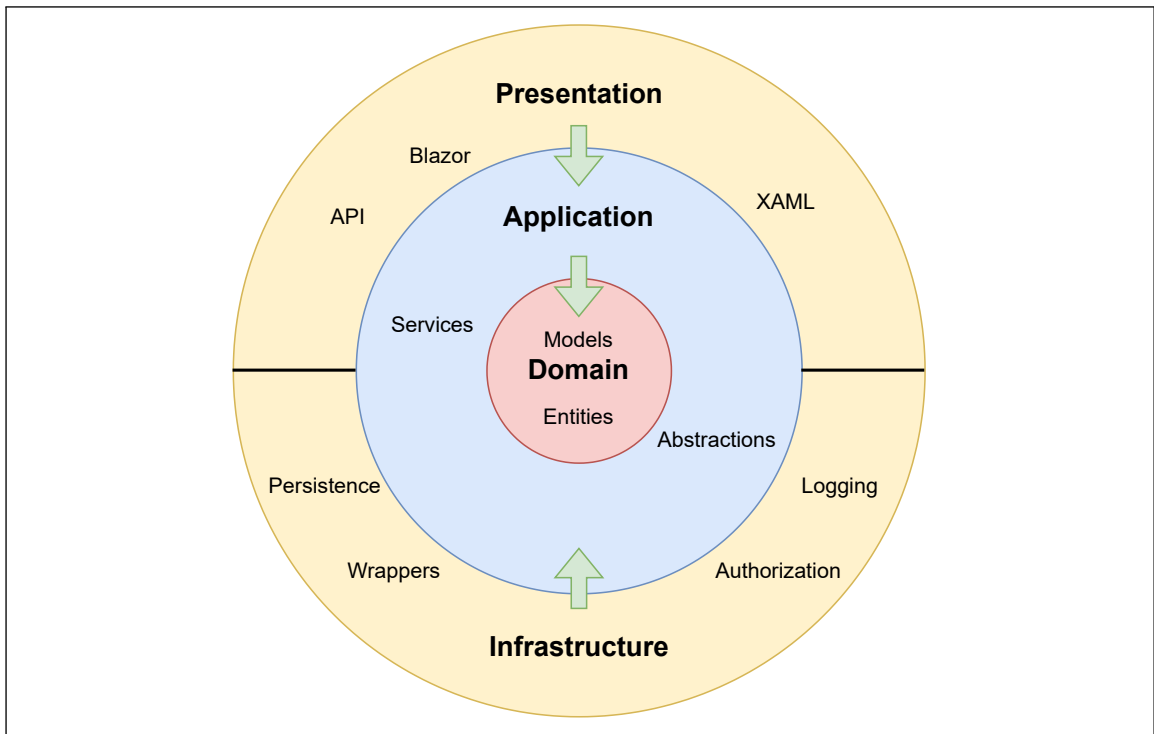 Presentation
Blazor
XAML
API
Application
Services
Models
Domain
Entities
Abstractions
Persistence
Logging
Wrappers
Authorization
Infrastructure